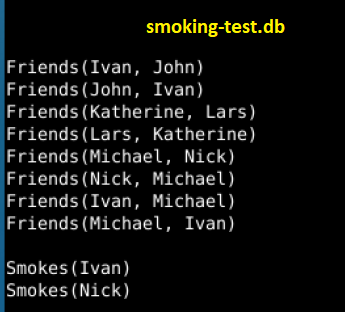 smoking-test.db
Friends(Ivan, John)
Friends(John, Ivan)
Friends(Katherine, Lars)
Friends(Lars, Katherine)
Friends(Michael, Nick)
Friends(Nick, Michael)
Friends(Ivan, Michael)
Friends(Michael, Ivan)
Smokes(Ivan)
Smokes(Nick)